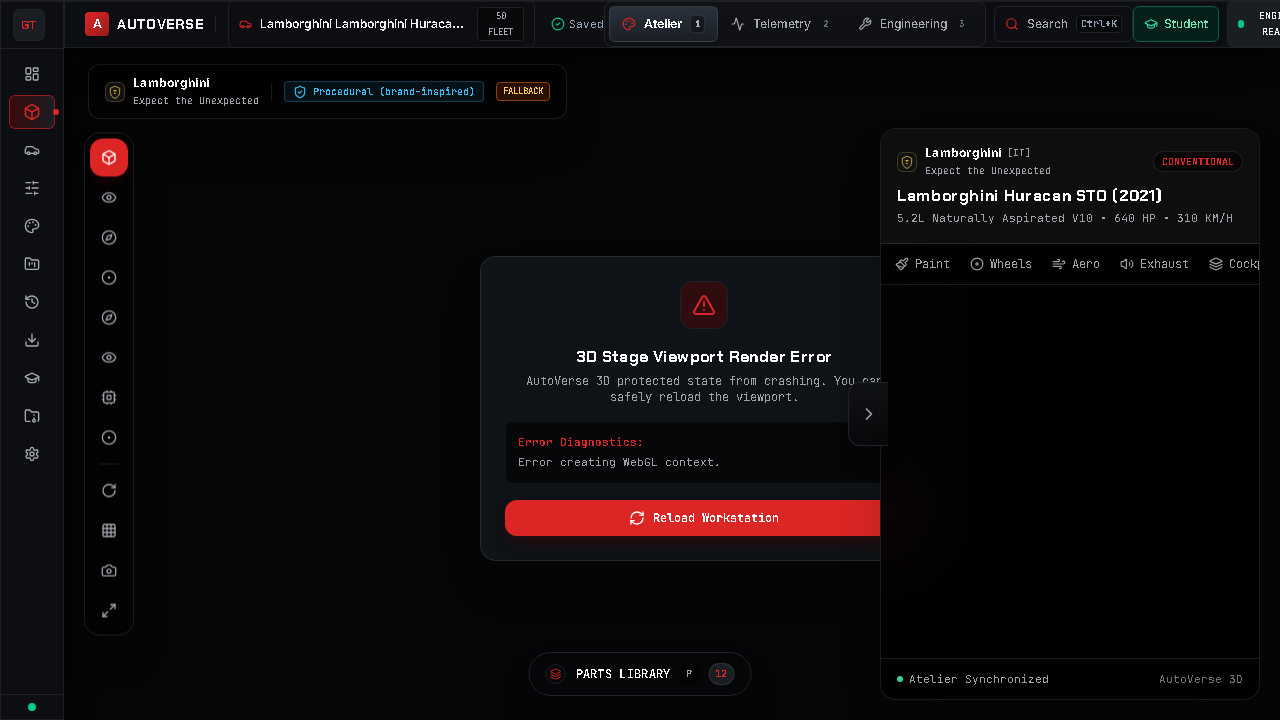 GT
A AUTOVERSE
Lamborghini Lamborghini Huraca...
50
FLEET
Saved
Atelier 1
Telemetry 2
Engineering 3
Search Ctrl+K
Student
ENGI
REA
Lamborghini
Expect the Unexpected
Procedural (brand-inspired)
FALLBACK
3D Stage Viewport Render Error
AutoVerse 3D protected state from crashing. You can
safely reload the viewport.
Error Diagnostics:
Error creating WebGL context.
Reload Workstation
PARTS LIBRARY P 12
Lamborghini [IT]
Expect the Unexpected
CONVENTIONAL
Lamborghini Huracan STO (2021)
5.2L Naturally Aspirated V10 • 640 HP • 310 KM/H
Paint Wheels Aero Exhaust Cockp
Atelier Synchronized
AutoVerse 3D